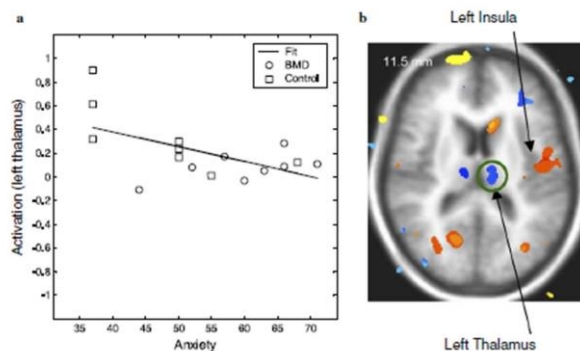 a
b
Left Insula
Fit
BMD
Control
11.5 mm
Activation (left thalamus)
1
0.8
0.6
0.4
0.2
0
0.2
0.4
0.6
0.8
-1
35 40 45 50 55 60 65 70
Anxiety
Left Thalamus